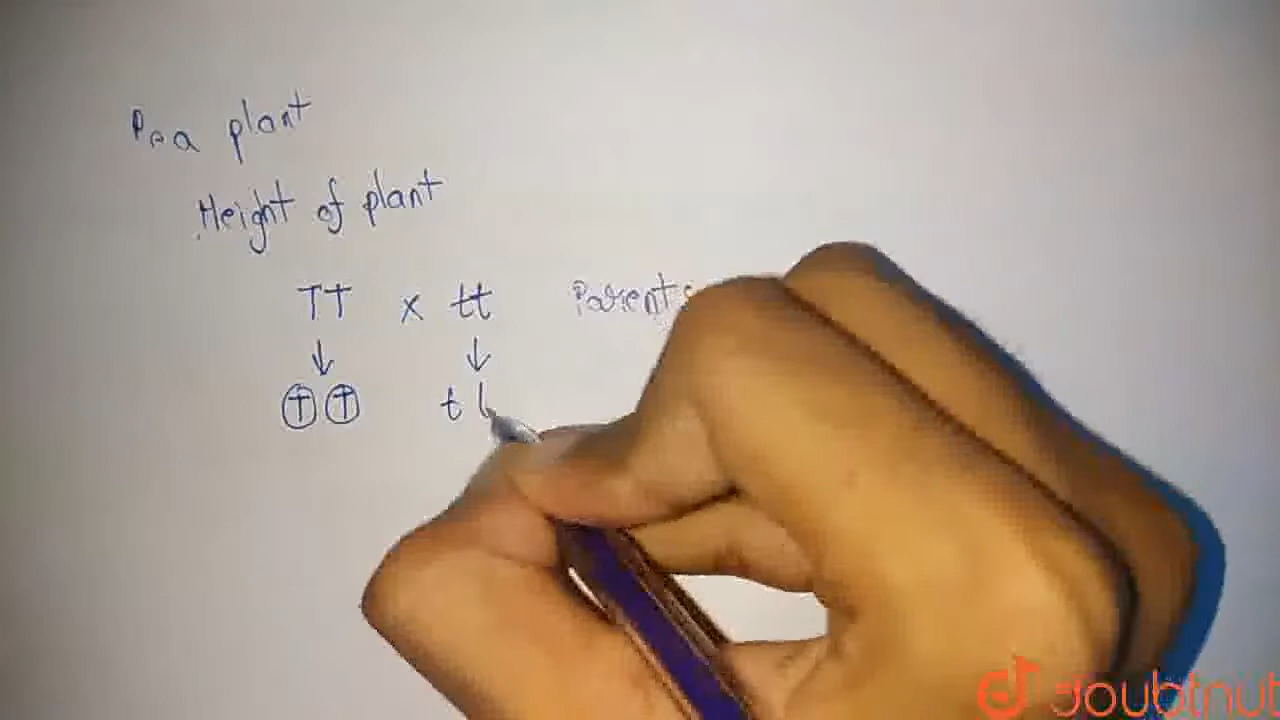 Pea plant
Height of plant
TT x tt Parents
↓ ↓
T T t
doubtnut